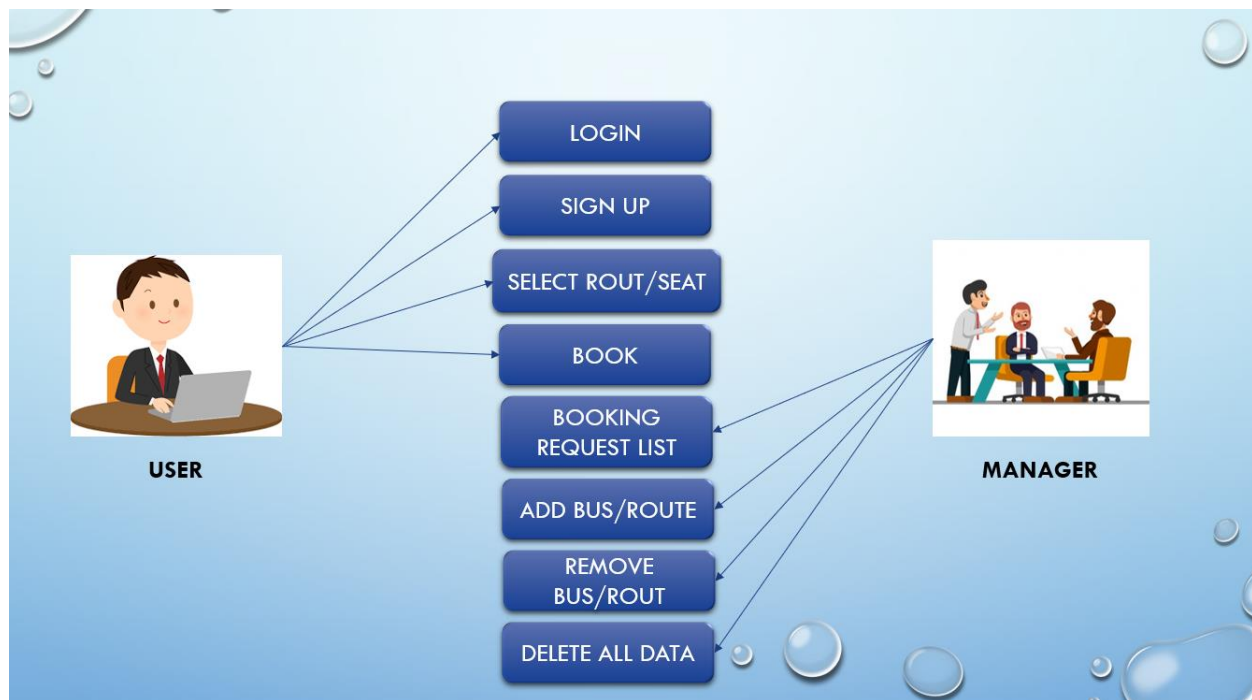 LOGIN
SIGN UP
SELECT ROUT/SEAT
BOOK
BOOKING
REQUEST LIST
ADD BUS/ROUTE
REMOVE
BUS/ROUT
DELETE ALL DATA
USER
MANAGER